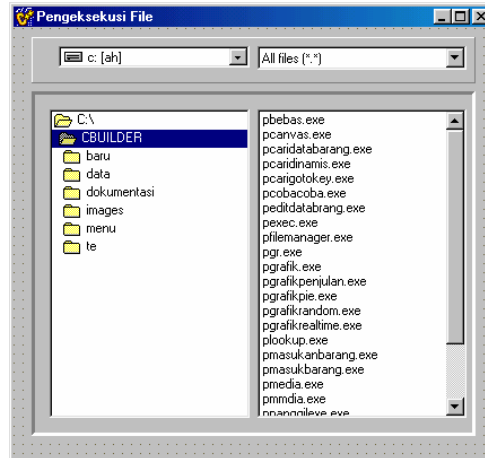 Pengeksekusi File
c: [ah]
All files (*.*)
C:\
CBUILDER
baru
data
dokumentasi
images
menu
te
pbebas.exe
pcanvas.exe
pcaridatabarang.exe
pcaridinamis.exe
pcarigotokey.exe
pcobacoba.exe
peditdatabrang.exe
pexec.exe
pfilemanager.exe
pgr.exe
pgrafik.exe
pgrafikpenjulan.exe
pgrafikpie.exe
pgrafikrandom.exe
pgrafikrealtime.exe
plookup.exe
pmasukanbarang.exe
pmasukbarang.exe
pmedia.exe
pmmdia.exe